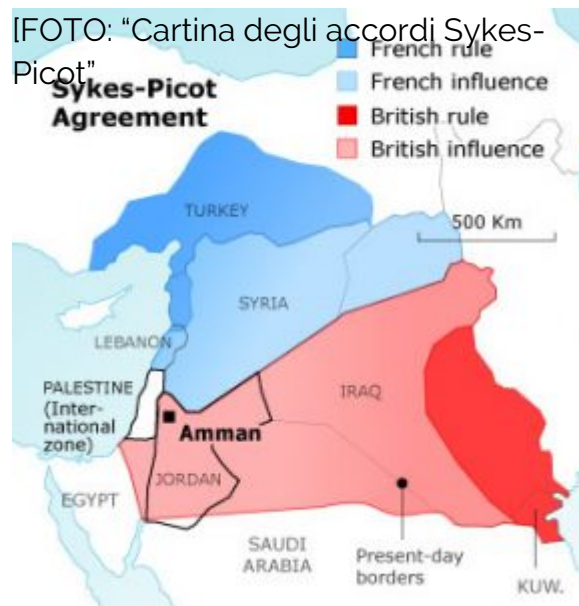 [FOTO: “Cartina degli accordi Sykes-
Picot”
Sykes-Picot
Agreement
French rule
French influence
British rule
British influence
500 Km
TURKEY
SYRIA
LEBANON
PALESTINE
(Inter-
national
zone)
Amman
IRAQ
JORDAN
EGYPT
SAUDI
ARABIA
Present-day
borders
KUW.